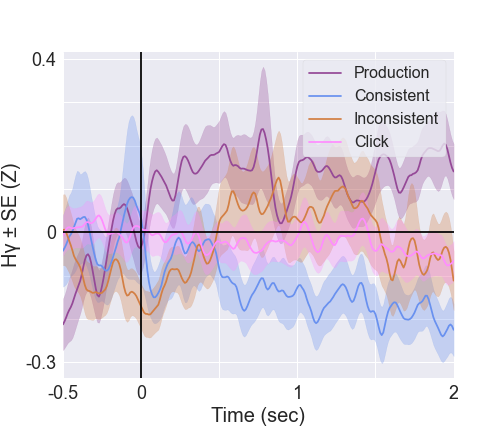 0.4
0
-0.3
Hγ ± SE (Z)
Production
Consistent
Inconsistent
Click
-0.5
0
1
2
Time (sec)